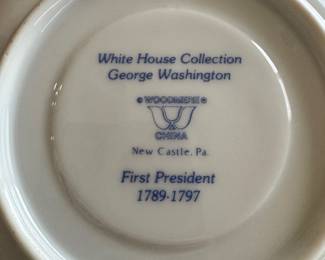 White House Collection
George Washington
WOODMERE
CHINA
New Castle, Pa.
First President
1789-1797